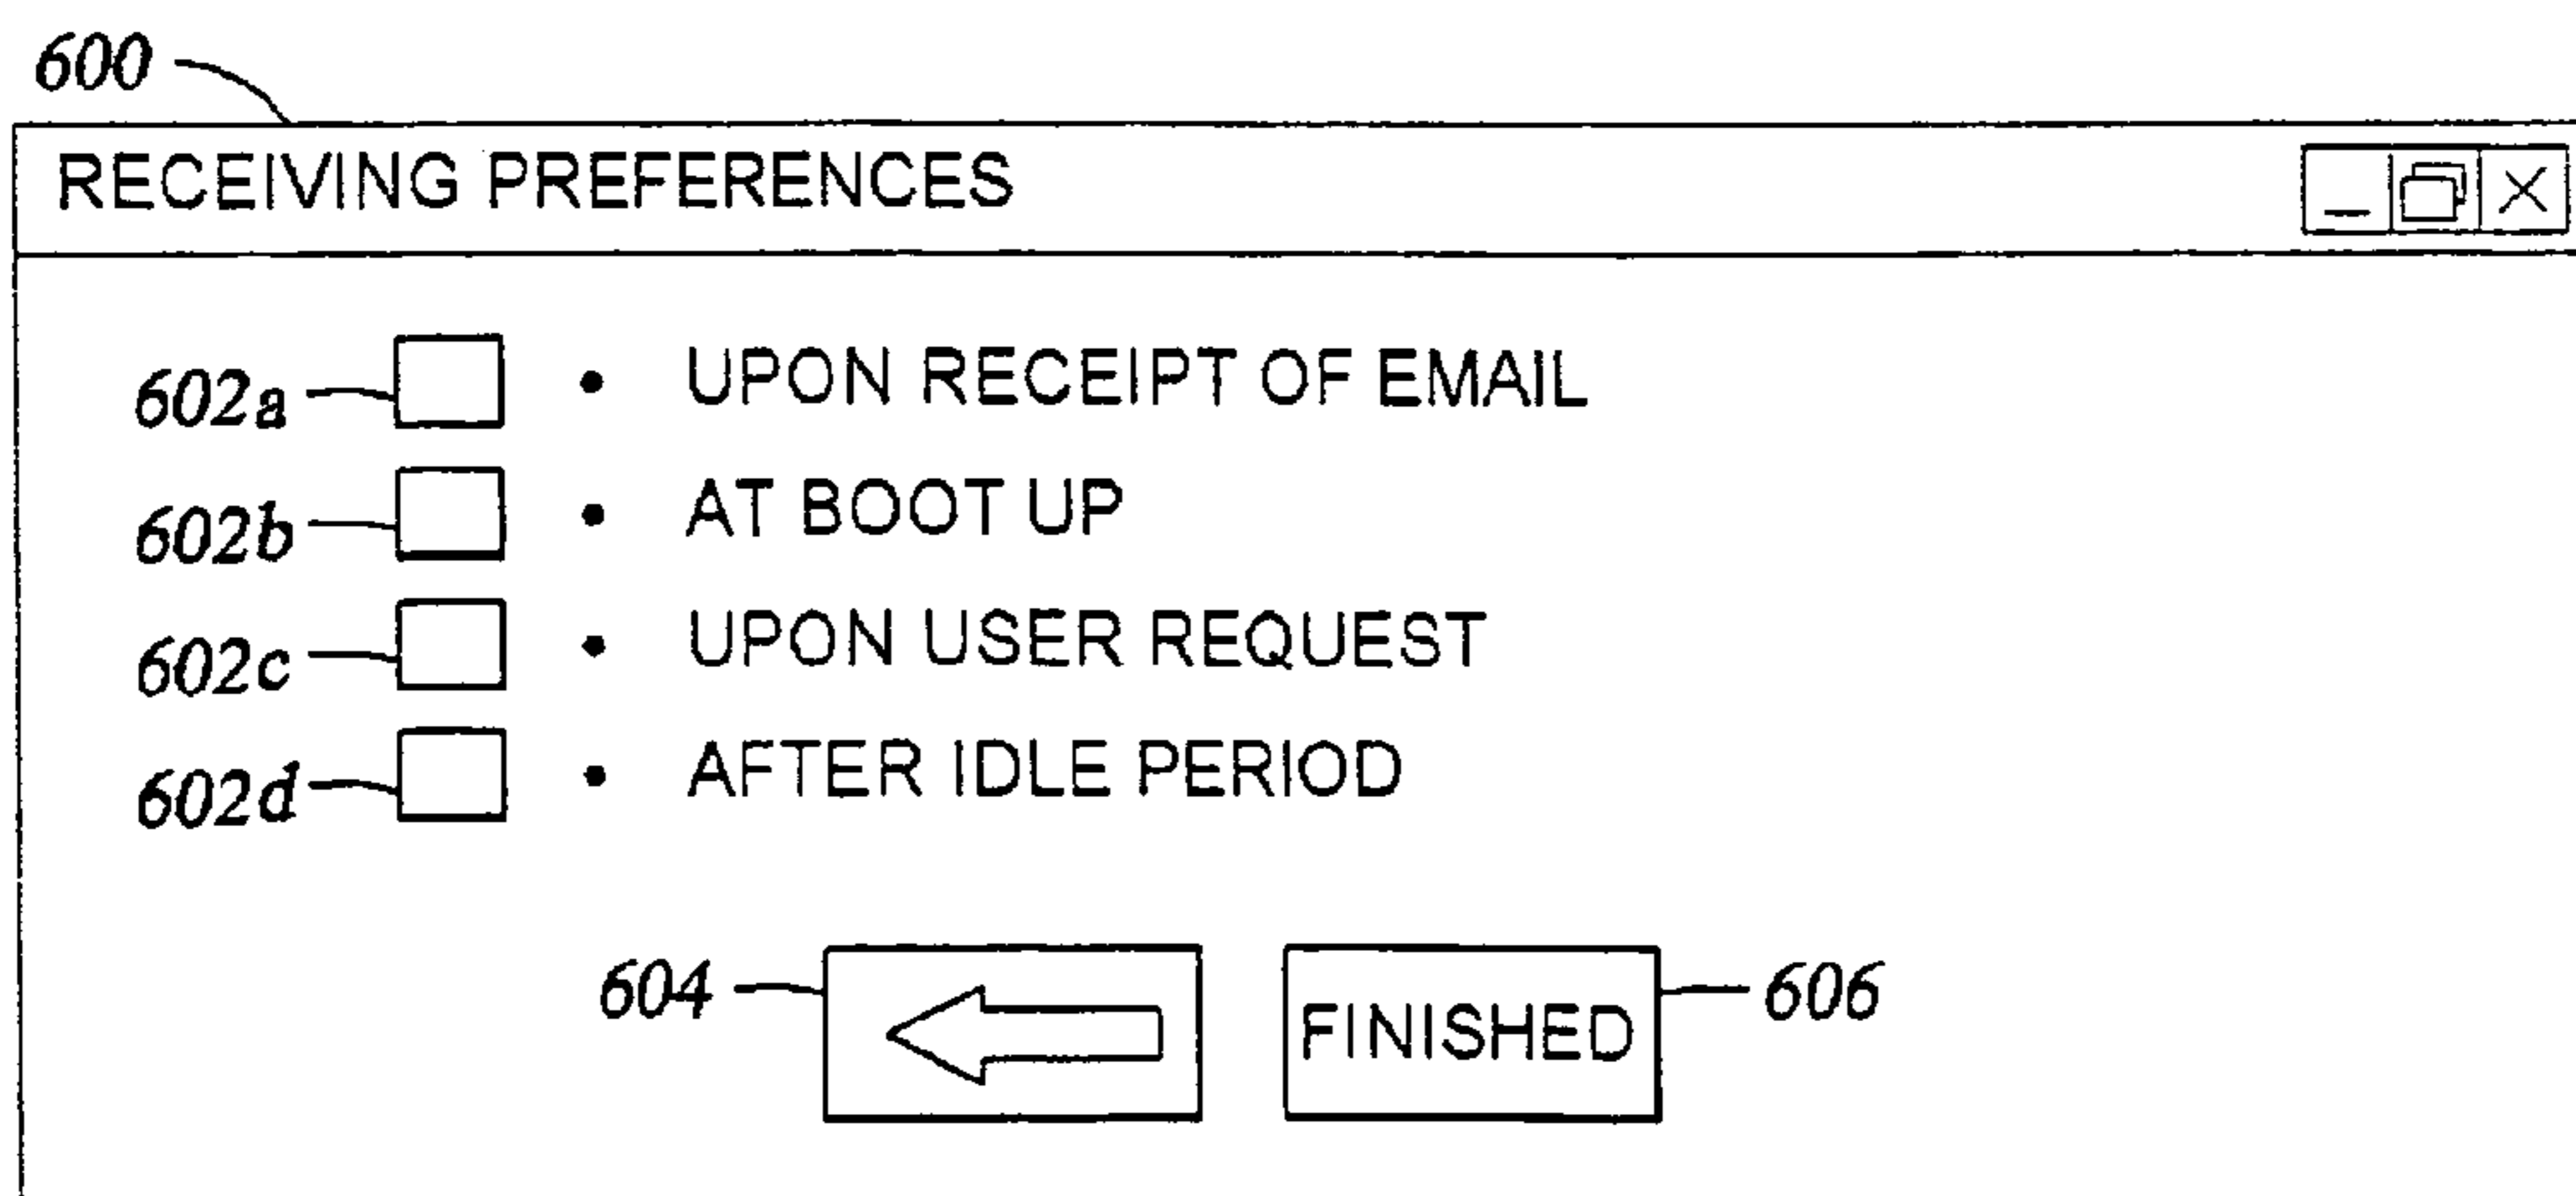 600
RECEIVING PREFERENCES
602a • UPON RECEIPT OF EMAIL
602b • AT BOOT UP
602c • UPON USER REQUEST
602d • AFTER IDLE PERIOD
604 FINISHED 606